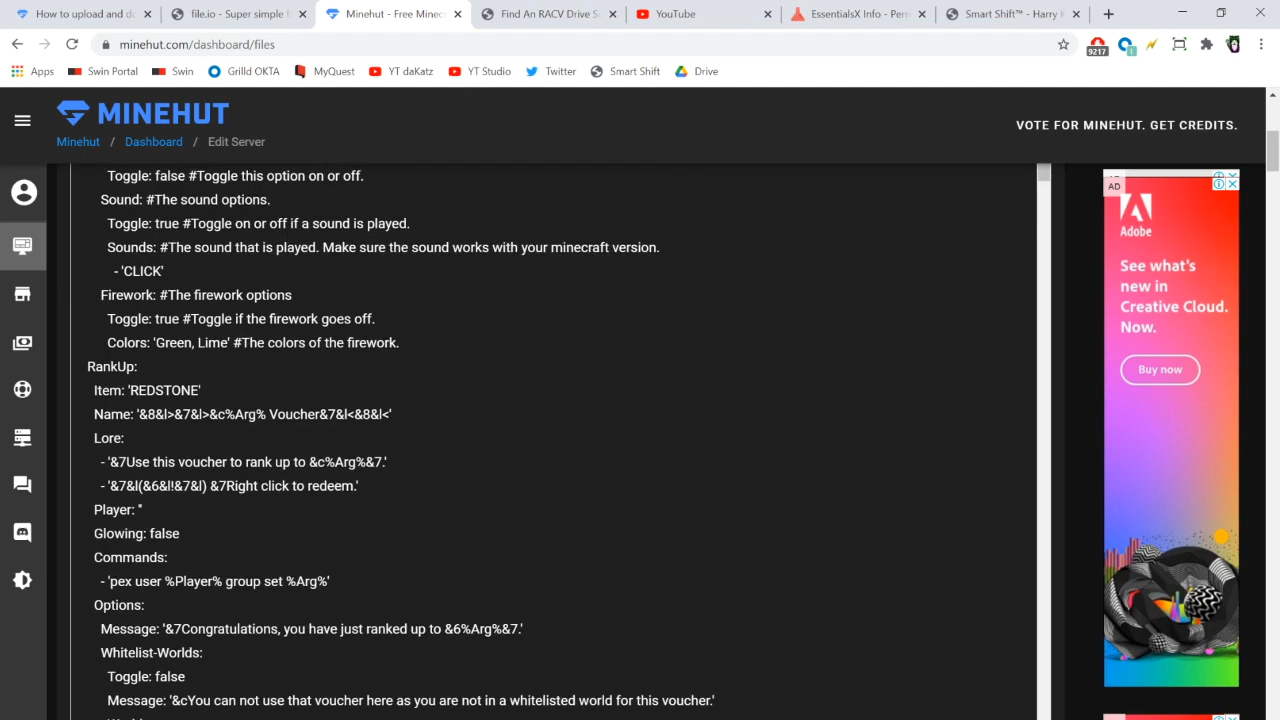 How to upload and do
file.io - Super simple f
Minehut - Free Minecr
Find An RACV Drive Sc
YouTube
EssentialsX Info - Perm
Smart Shift™ - Harry K
minehut.com/dashboard/files
9217
1
Apps
Swin Portal
Swin
Grilld OKTA
MyQuest
YT daKatz
YT Studio
Twitter
Smart Shift
Drive
MINEHUT
Minehut / Dashboard / Edit Server
VOTE FOR MINEHUT. GET CREDITS.
Toggle: false #Toggle this option on or off.
Sound: #The sound options.
Toggle: true #Toggle on or off if a sound is played.
Sounds: #The sound that is played. Make sure the sound works with your minecraft version.
- 'CLICK'
Firework: #The firework options
Toggle: true #Toggle if the firework goes off.
Colors: 'Green, Lime' #The colors of the firework.
RankUp:
Item: 'REDSTONE'
Name: '&8&l>&7&l>&c%Arg% Voucher&7&l<&8&l<'
Lore:
- '&7Use this voucher to rank up to &c%Arg%&7.'
- '&7&l(&6&l!&7&l) &7Right click to redeem.'
Player: ''
Glowing: false
Commands:
- 'pex user %Player% group set %Arg%'
Options:
Message: '&7Congratulations, you have just ranked up to &6%Arg%&7.'
Whitelist-Worlds:
Toggle: false
Message: '&cYou can not use that voucher here as you are not in a whitelisted world for this voucher.'
AD
Adobe
See what's
new in
Creative Cloud.
Now.
Buy now